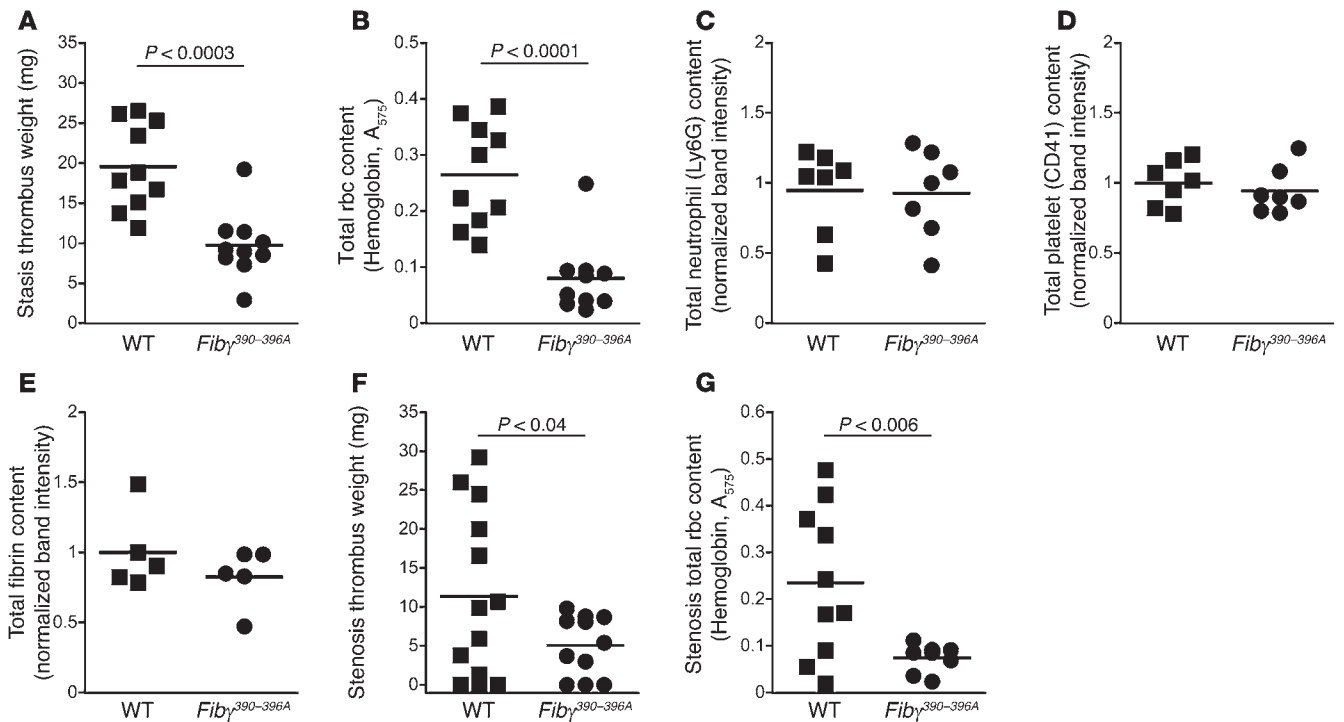 A
Stasis thrombus weight (mg)
35
30
25
20
15
10
5
0
P < 0.0003
WT
Fibγ390–396A
B
Total rbc content
(Hemoglobin, A575)
0.5
0.4
0.3
0.2
0.1
0
P < 0.0001
WT
Fibγ390–396A
C
Total neutrophil (Ly6G) content
(normalized band intensity)
2
1.5
1
0.5
0
WT
Fibγ390–396A
D
Total platelet (CD41) content
(normalized band intensity)
2
1.5
1
0.5
0
WT
Fibγ390–396A
E
Total fibrin content
(normalized band intensity)
2
1.5
1
0.5
0
WT
Fibγ390–396A
F
Stenosis thrombus weight (mg)
35
30
25
20
15
10
5
0
P < 0.04
WT
Fibγ390–396A
G
Stenosis total rbc content
(Hemoglobin, A575)
0.6
0.5
0.4
0.3
0.2
0.1
0
P < 0.006
WT
Fibγ390–396A